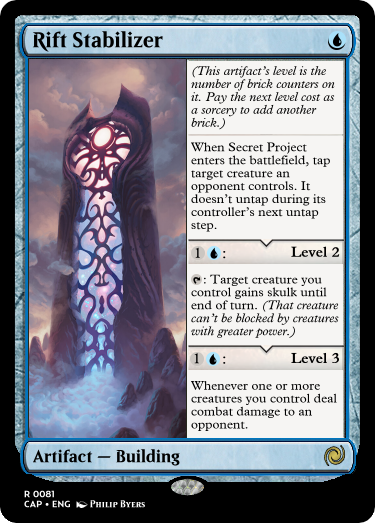 Rift Stabilizer
(This artifact's level is the
number of brick counters
on it. Pay the next level cost as
a sorcery to add another
brick.)
When Secret Project
enters the battlefield, tap
target creature an
opponent controls. It
doesn't untap during its
controller's next untap
step.
1 : Level 2
: Target creature you
control gains skulk until
end of turn. (That creature
can't be blocked by creatures
with greater power.)
1 : Level 3
Whenever one or more
creatures you control deal
combat damage to an
opponent.
Artifact — Building
R 0081
CAP • ENG Philip Byers